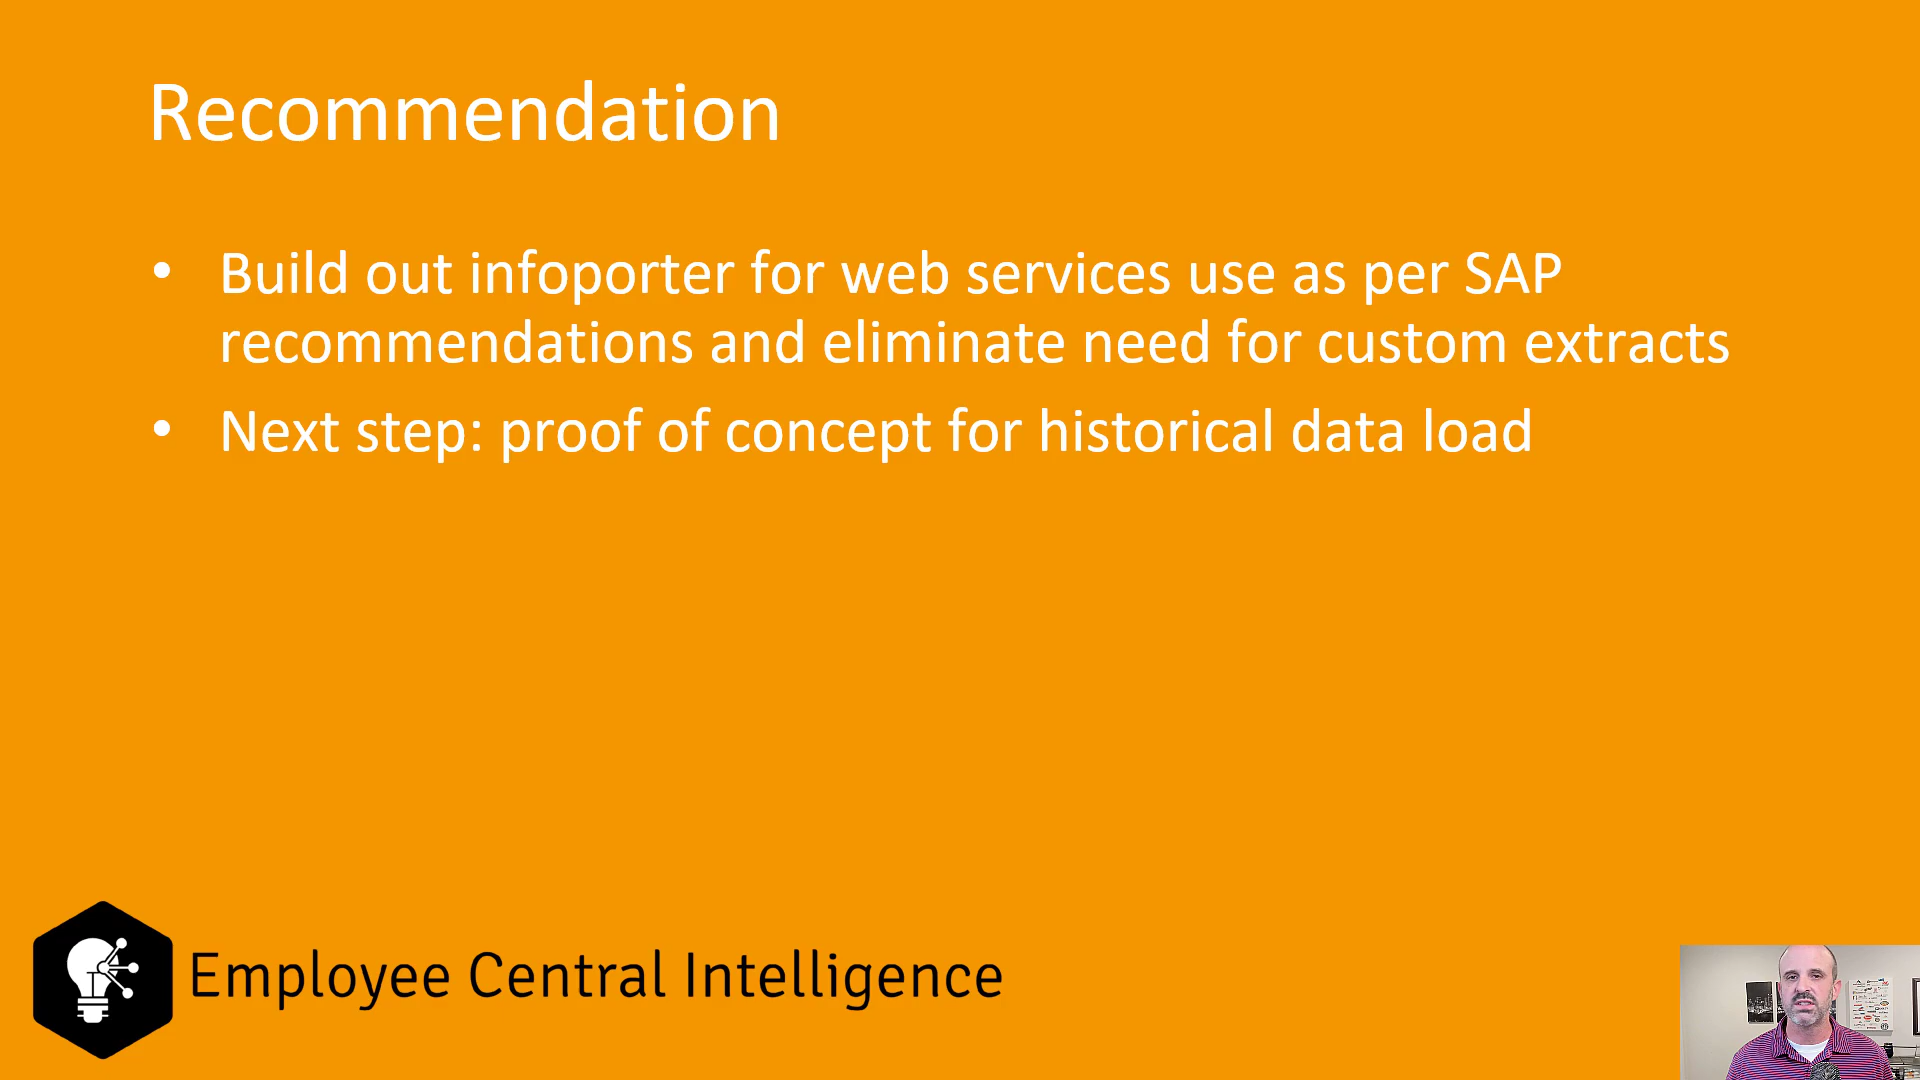 Recommendation
• Build out infoporter for web services use as per SAP
recommendations and eliminate need for custom extracts
• Next step: proof of concept for historical data load
Employee Central Intelligence